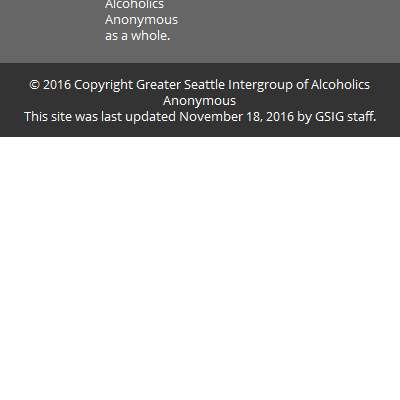 Alcoholics
Anonymous
as a whole.
© 2016 Copyright Greater Seattle Intergroup of Alcoholics
Anonymous
This site was last updated November 18, 2016 by GSIG staff.